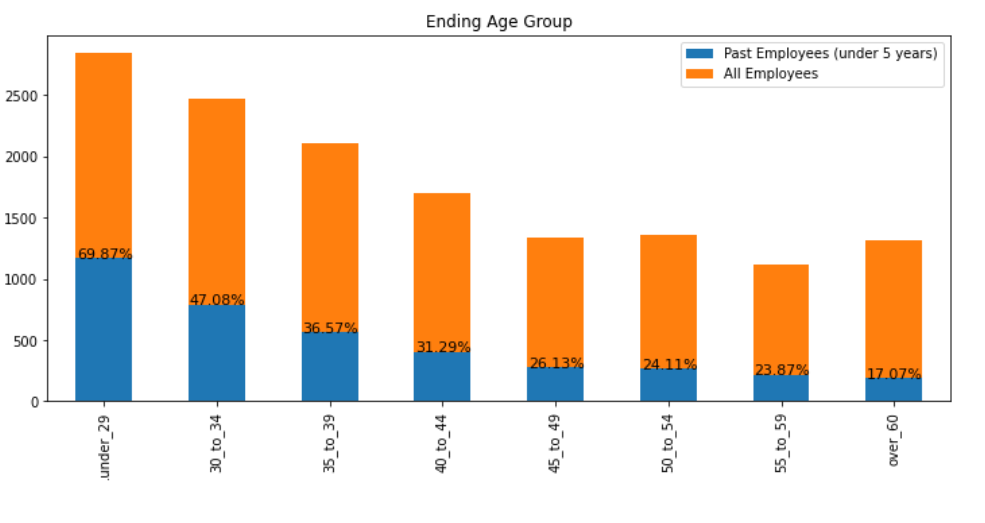 Ending Age Group
Past Employees (under 5 years)
All Employees
2500
2000
1500
1000
500
0
69.87%
47.08%
36.57%
31.29%
26.13%
24.11%
23.87%
17.07%
.under_29
30_to_34
35_to_39
40_to_44
45_to_49
50_to_54
55_to_59
over_60